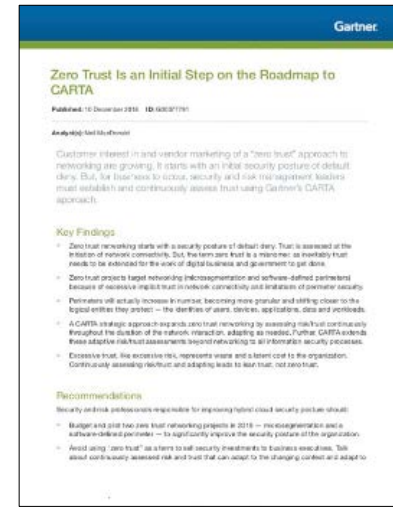 Gartner
Zero Trust Is an Initial Step on the Roadmap to
CARTA
Published: 10 December 2018 ID:
Analyst(s): Neil MacDonald
Customer interest in and vendor marketing of a "zero trust" approach to
networking are growing. It starts with an initial security posture of default
deny. But, for business to occur, security and risk management leaders
must establish and continuously assess trust using Gartner's CARTA
approach.
Key Findings
Zero trust networking starts with a security posture of default deny. Trust is assessed at the
initiation of network connectivity. But, the term zero trust is a misnomer, as inevitably trust
needs to be extended for the work of digital business and government to get done.
Zero trust projects target networking (microsegmentation and software-defined perimeters)
because of excessive implicit trust in network connectivity and limitations of perimeter security.
Perimeters will actually increase in number, becoming more granular and shifting closer to the
logical entities they protect — the identities of users, devices, applications, data and workloads.
A CARTA strategic approach expands zero trust networking by assessing risk/trust continuously
throughout the duration of the network interaction, adapting as needed. Further, CARTA extends
these adaptive risk/trust assessments beyond networking to all information security processes.
Excessive trust, like excessive risk, represents waste and a latent cost to the organization.
Continuously assessing risk/trust and adapting leads to lean trust, not zero trust.
Recommendations
Security and risk professionals responsible for improving hybrid cloud security posture should:
Budget and pilot two zero trust networking projects in 2019 — microsegmentation and a
software-defined perimeter — to significantly improve the security posture of the organization.
Avoid using "zero trust" as a term to sell security investments to business executives. Talk
about continuously assessed risk and trust that can adapt to the changing context and adapt to